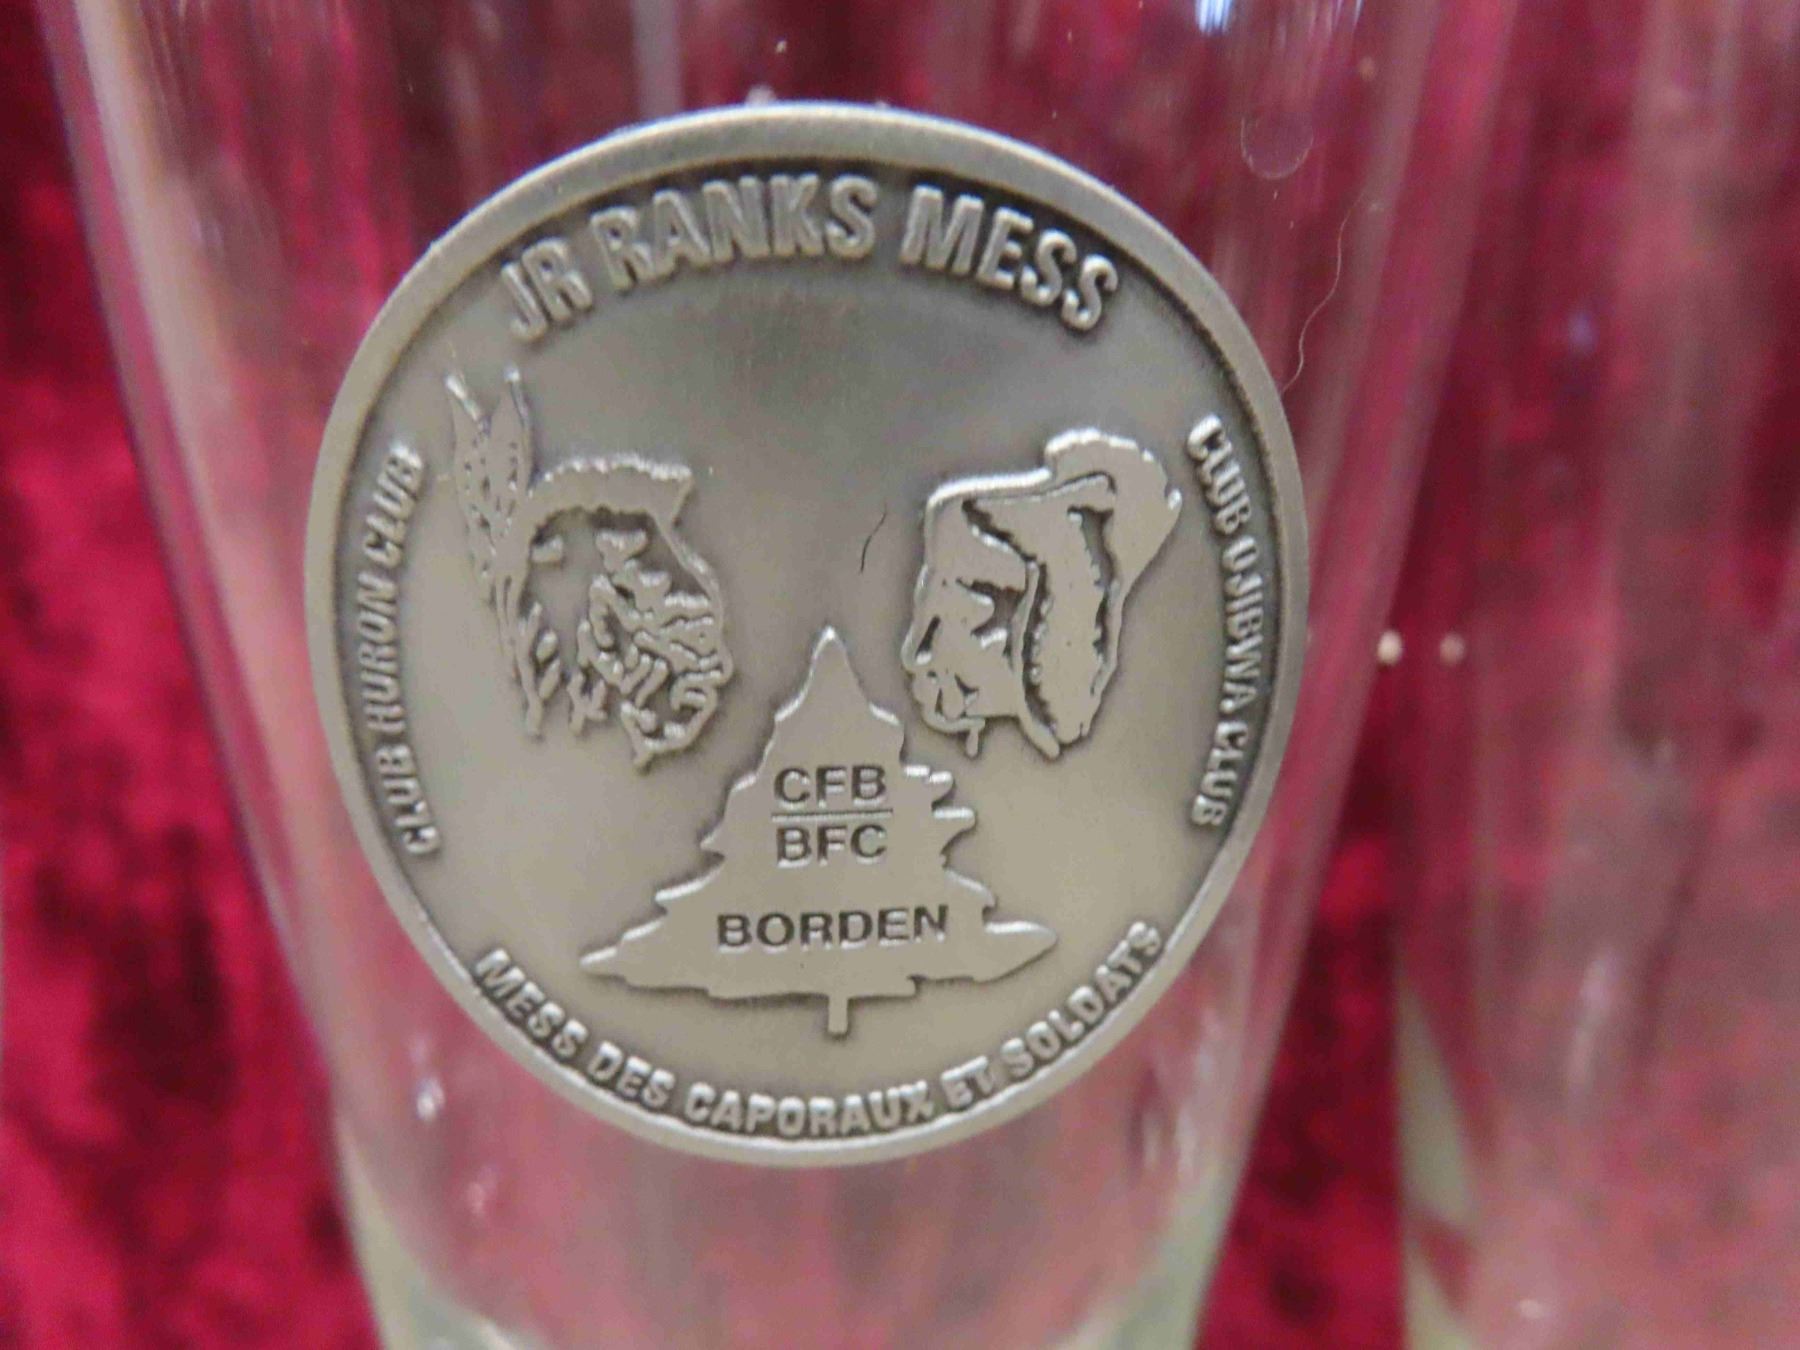 JR RANKS MESS
CLUB HURON CLUB
CLUB OJIBWA CLUB
CFB
BFC
BORDEN
MESS DES CAPORAUX ET SOLDATS